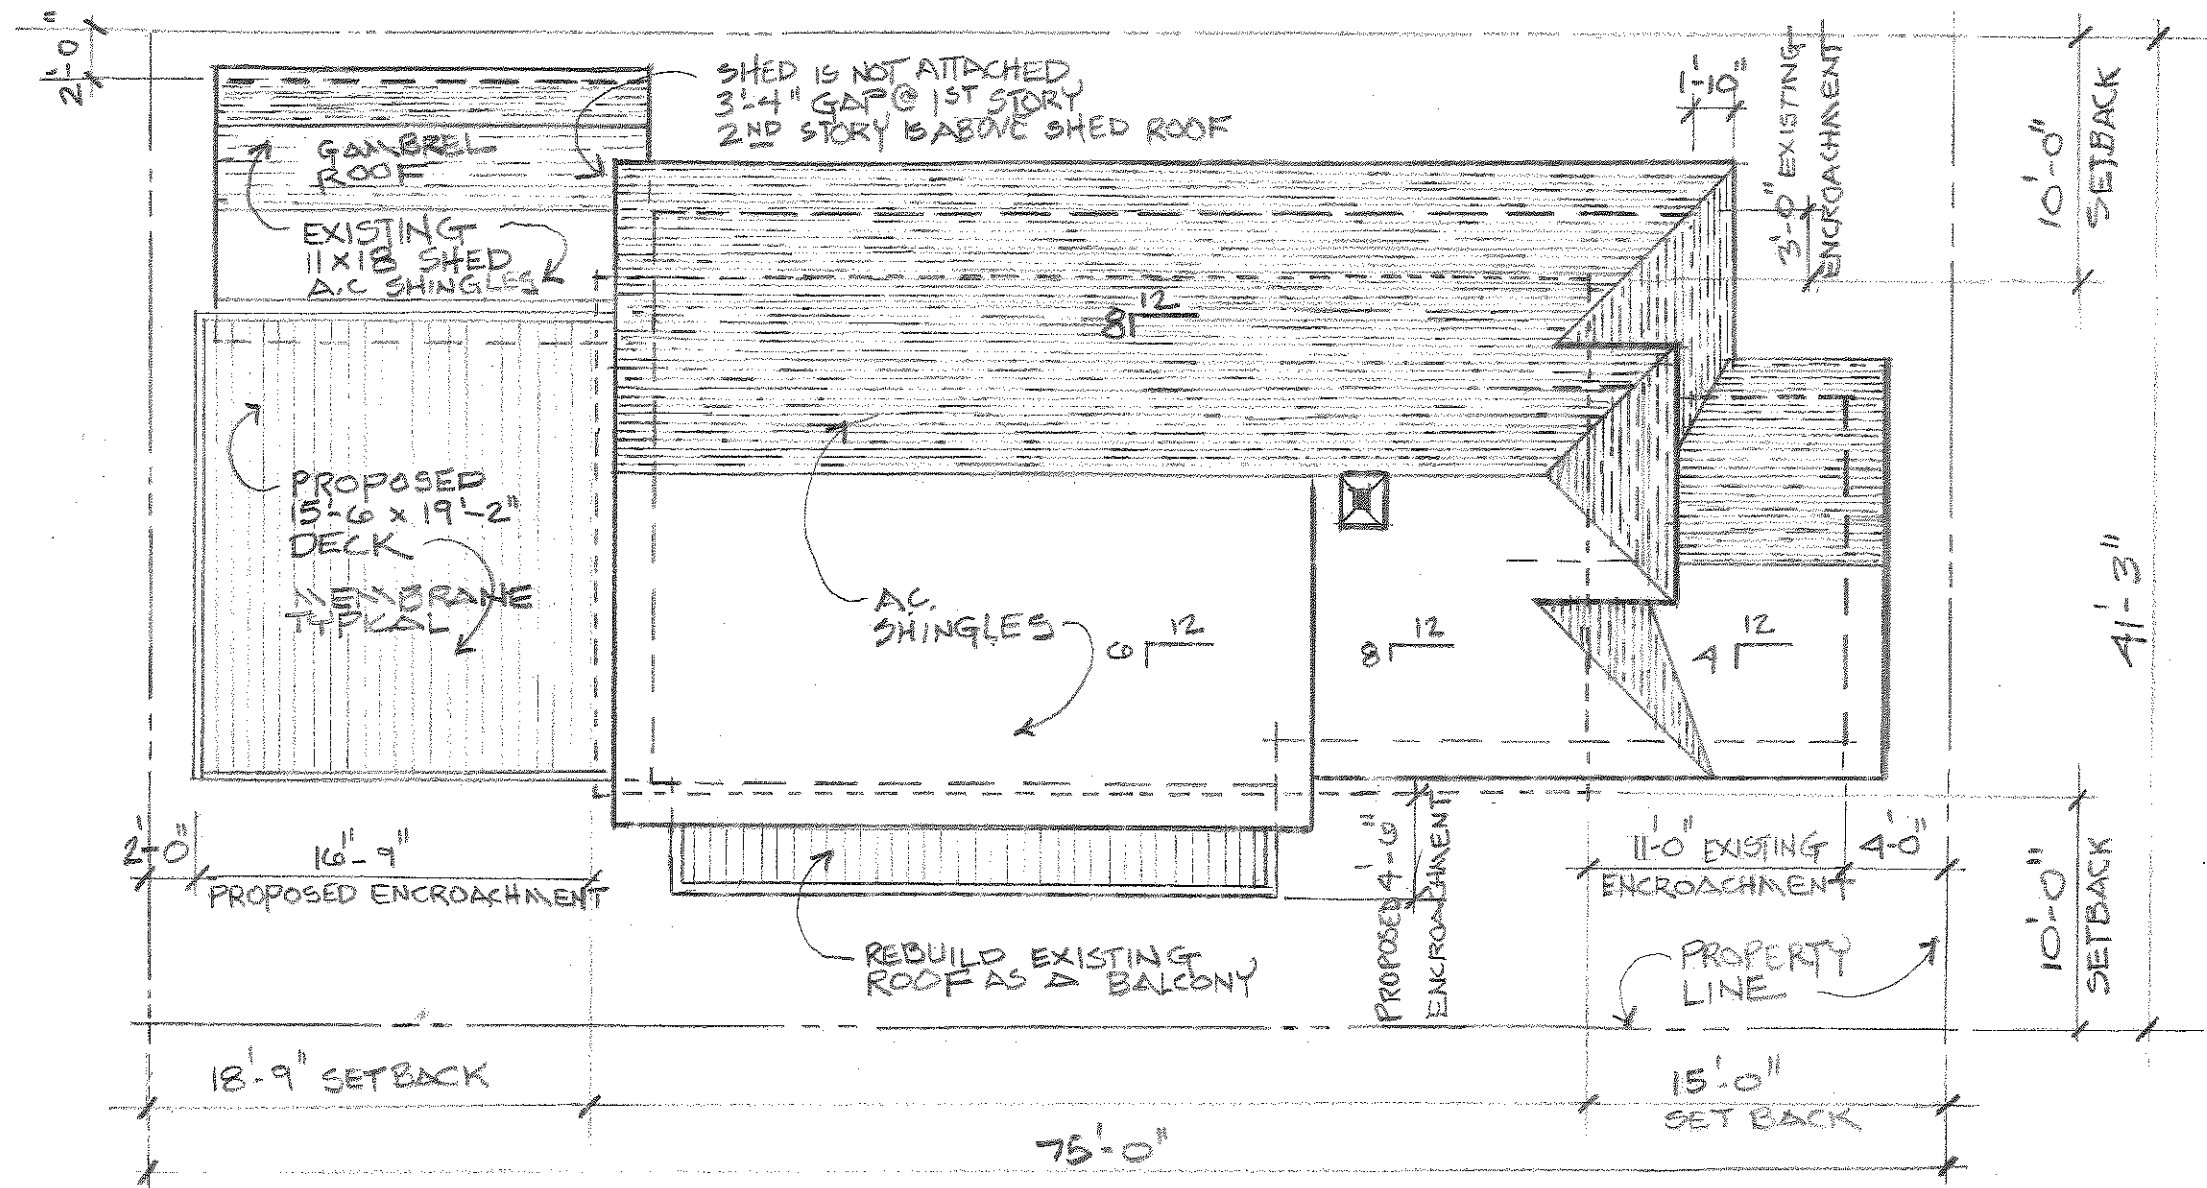 2'-0"
SHED IS NOT ATTACHED,
3'-4" GAP @ 1ST STORY
2ND STORY IS ABOVE SHED ROOF
1'-10"
3'-0" EXISTING
ENCROACHMENT
10'-0"
SETBACK
GAMBREL
ROOF
EXISTING
11x18 SHED
A.C SHINGLES
12
8
PROPOSED
15'-6 x 19'-2"
DECK
MEMBRANE
TYPICAL
A.C.
SHINGLES
12
6
12
8
12
4
41'-3"
2'-0"
16'-9"
PROPOSED ENCROACHMENT
PROPOSED 4'-6"
ENCROACHMENT
11'-0" EXISTING
ENCROACHMENT
4'-0"
10'-0"
SETBACK
REBUILD EXISTING
ROOF AS A BALCONY
PROPERTY
LINE
18'-9" SETBACK
15'-0"
SET BACK
75'-0"